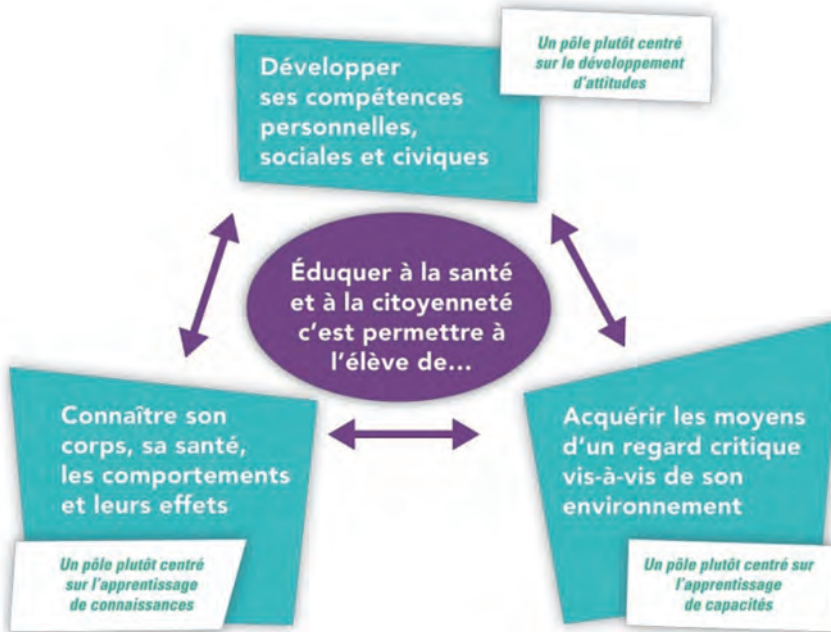 Développer
ses compétences
personnelles,
sociales et civiques
Un pôle plutôt centré
sur le développement
d'attitudes
Éduquer à la santé
et à la citoyenneté
c'est permettre à
l'élève de...
Connaître son
corps, sa santé,
les comportements
et leurs effets
Un pôle plutôt centré
sur l'apprentissage
de connaissances
Acquérir les moyens
d'un regard critique
vis-à-vis de son
environnement
Un pôle plutôt centré sur
l'apprentissage
de capacités